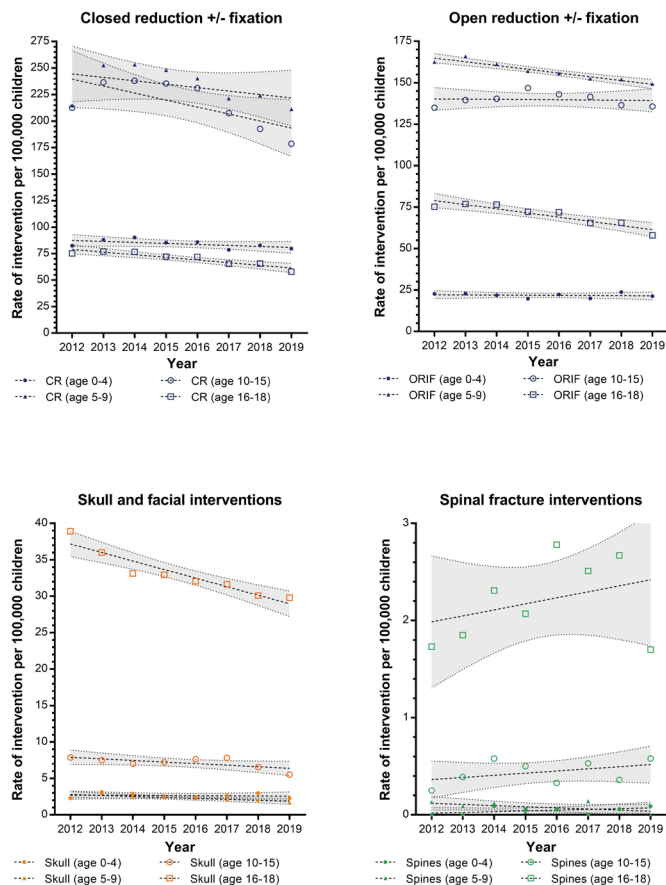 Closed reduction +/- fixation
Rate of intervention per 100,000 children
275
250
225
200
175
150
125
100
75
50
25
0
2012 2013 2014 2015 2016 2017 2018 2019
Year
CR (age 0-4)
CR (age 10-15)
CR (age 5-9)
CR (age 16-18)
Open reduction +/- fixation
Rate of intervention per 100,000 children
175
150
125
100
75
50
25
0
2012 2013 2014 2015 2016 2017 2018 2019
Year
ORIF (age 0-4)
ORIF (age 10-15)
ORIF (age 5-9)
ORIF (age 16-18)
Skull and facial interventions
Rate of intervention per 100,000 children
40
35
30
25
20
15
10
5
0
2012 2013 2014 2015 2016 2017 2018 2019
Year
Skull (age 0-4)
Skull (age 10-15)
Skull (age 5-9)
Skull (age 16-18)
Spinal fracture interventions
Rate of intervention per 100,000 children
3
2
1
0
2012 2013 2014 2015 2016 2017 2018 2019
Year
Spines (age 0-4)
Spines (age 10-15)
Spines (age 5-9)
Spines (age 16-18)